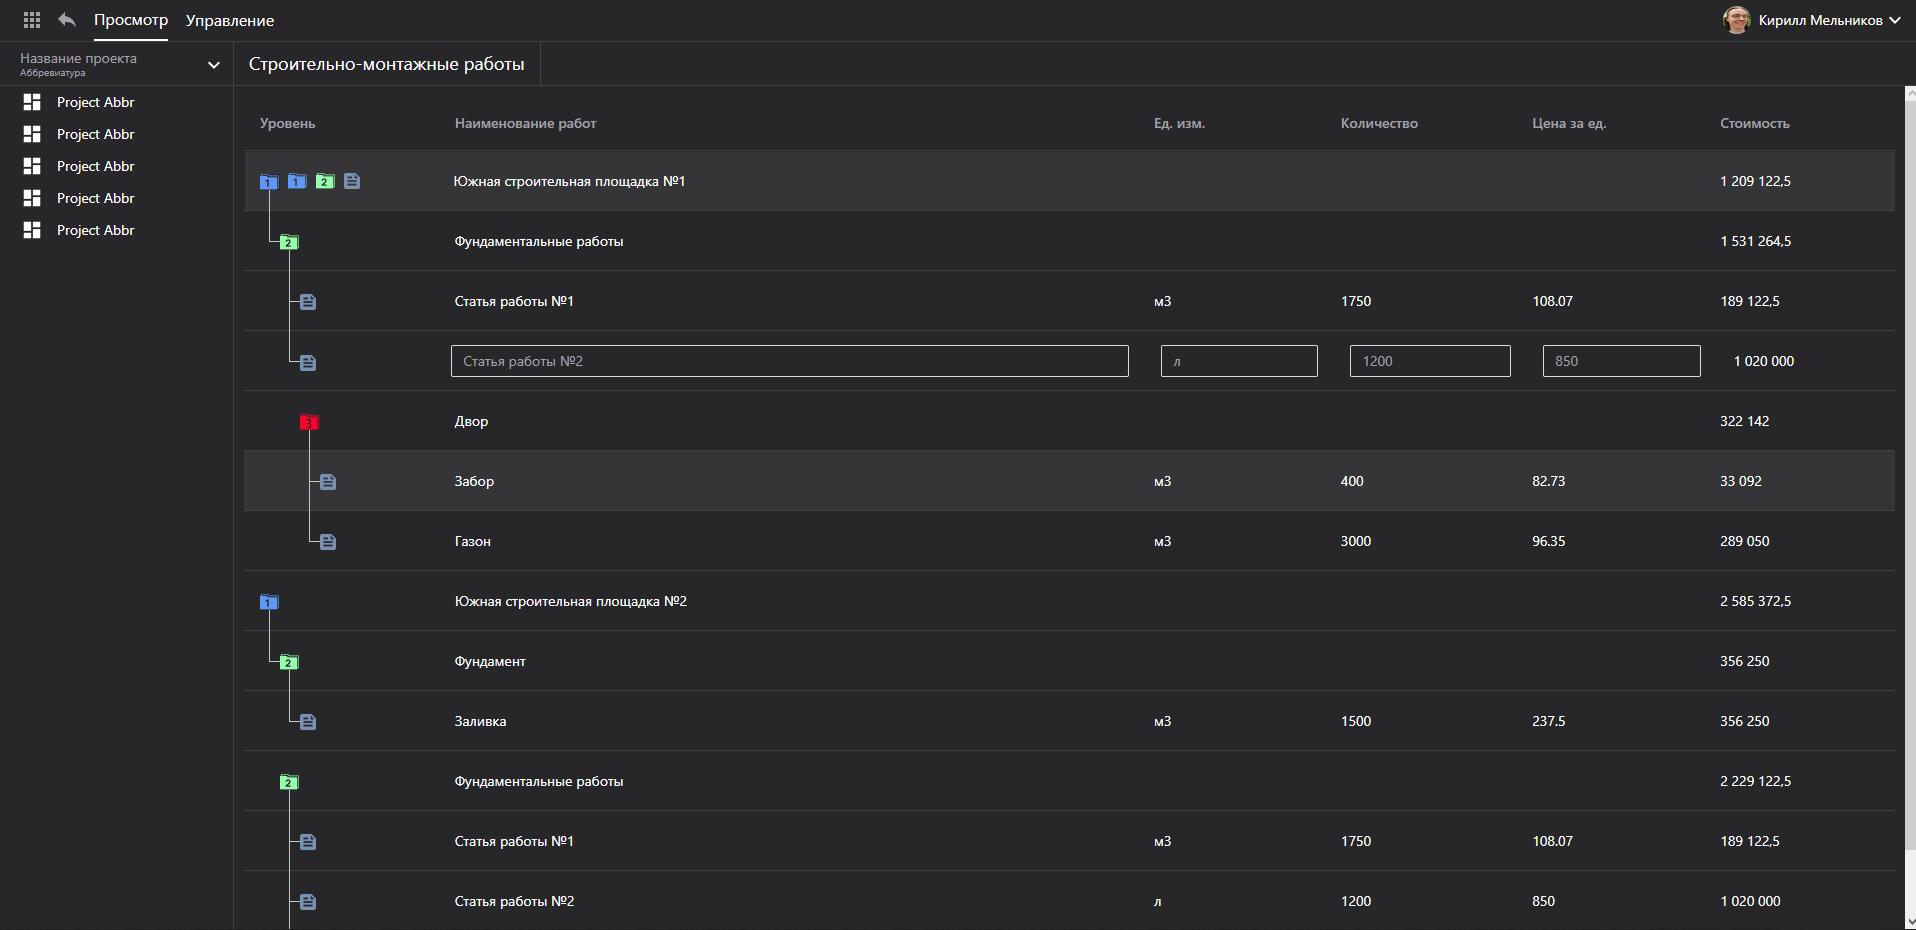 Просмотр Управление Кирилл Мельников
Название проекта
Аббревиатура
Строительно-монтажные работы
Project Abbr
Project Abbr
Project Abbr
Project Abbr
Project Abbr
Уровень Наименование работ Ед. изм. Количество Цена за ед. Стоимость
1 1 2 Южная строительная площадка №1 1 209 122,5
2 Фундаментальные работы 1 531 264,5
Статья работы №1 м3 1750 108.07 189 122,5
Статья работы №2 л 1200 850 1 020 000
3 Двор 322 142
Забор м3 400 82.73 33 092
Газон м3 3000 96.35 289 050
1 Южная строительная площадка №2 2 585 372,5
2 Фундамент 356 250
Заливка м3 1500 237.5 356 250
2 Фундаментальные работы 2 229 122,5
Статья работы №1 м3 1750 108.07 189 122,5
Статья работы №2 л 1200 850 1 020 000